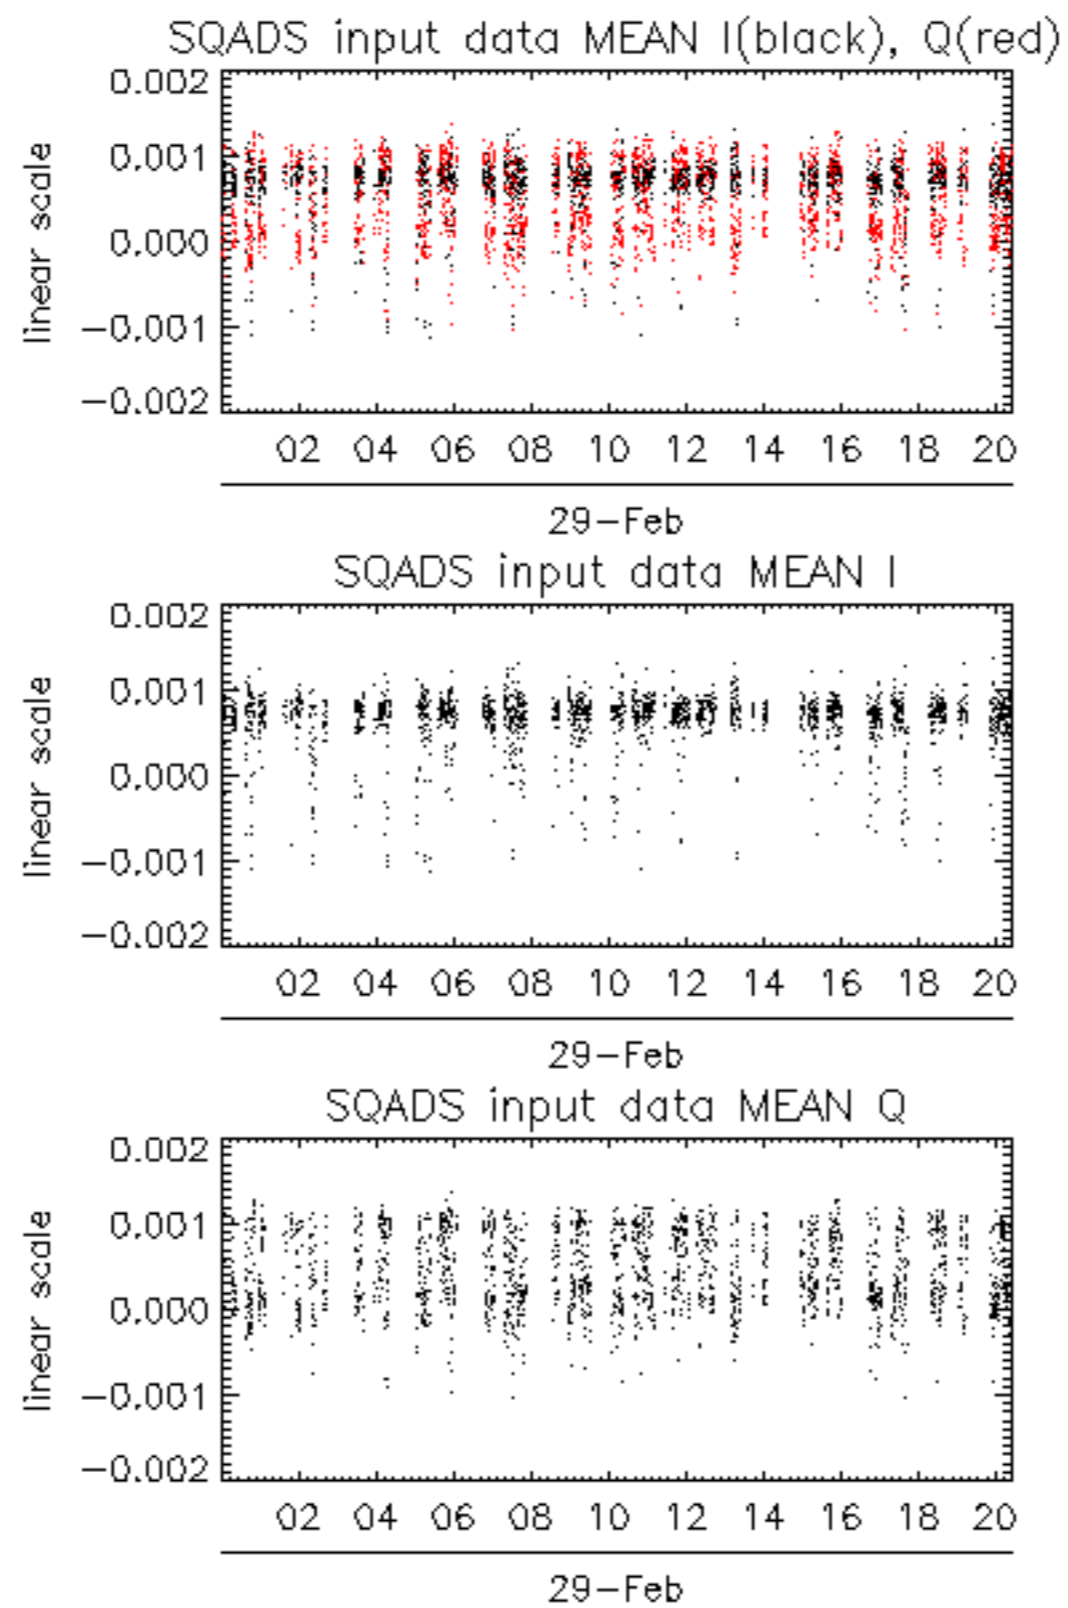 SQADS input data MEAN I(black), Q(red)
0.002
0.001
0.000
−0.001
−0.002
linear scale
02 04 06 08 10 12 14 16 18 20
29−Feb
SQADS input data MEAN I
0.002
0.001
0.000
−0.001
−0.002
linear scale
02 04 06 08 10 12 14 16 18 20
29−Feb
SQADS input data MEAN Q
0.002
0.001
0.000
−0.001
−0.002
linear scale
02 04 06 08 10 12 14 16 18 20
29−Feb